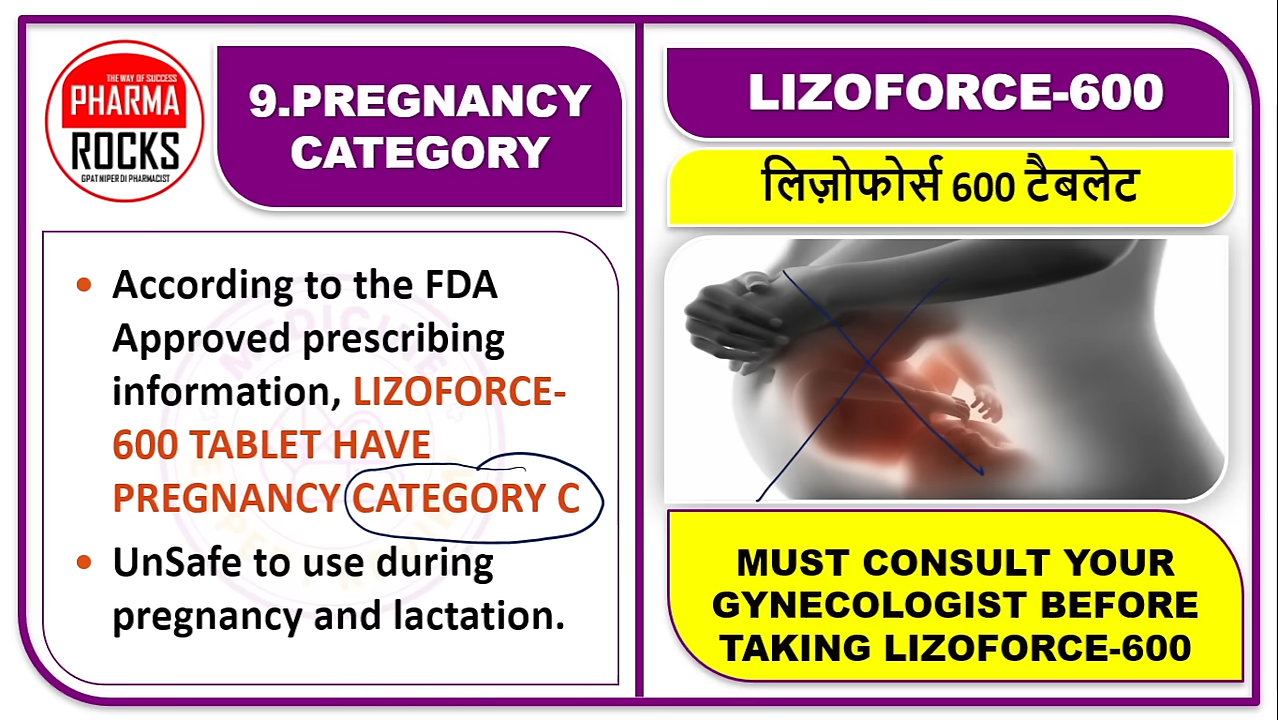 THE WAY OF SUCCESS
PHARMA
ROCKS
GPAT NIPER DI PHARMACIST
9.PREGNANCY
CATEGORY
• According to the FDA
Approved prescribing
information, LIZOFORCE-
600 TABLET HAVE
PREGNANCY CATEGORY C
• UnSafe to use during
pregnancy and lactation.
MEDICINE
LIZOFORCE-600
लिज़ोफोर्स 600 टैबलेट
MUST CONSULT YOUR
GYNECOLOGIST BEFORE
TAKING LIZOFORCE-600